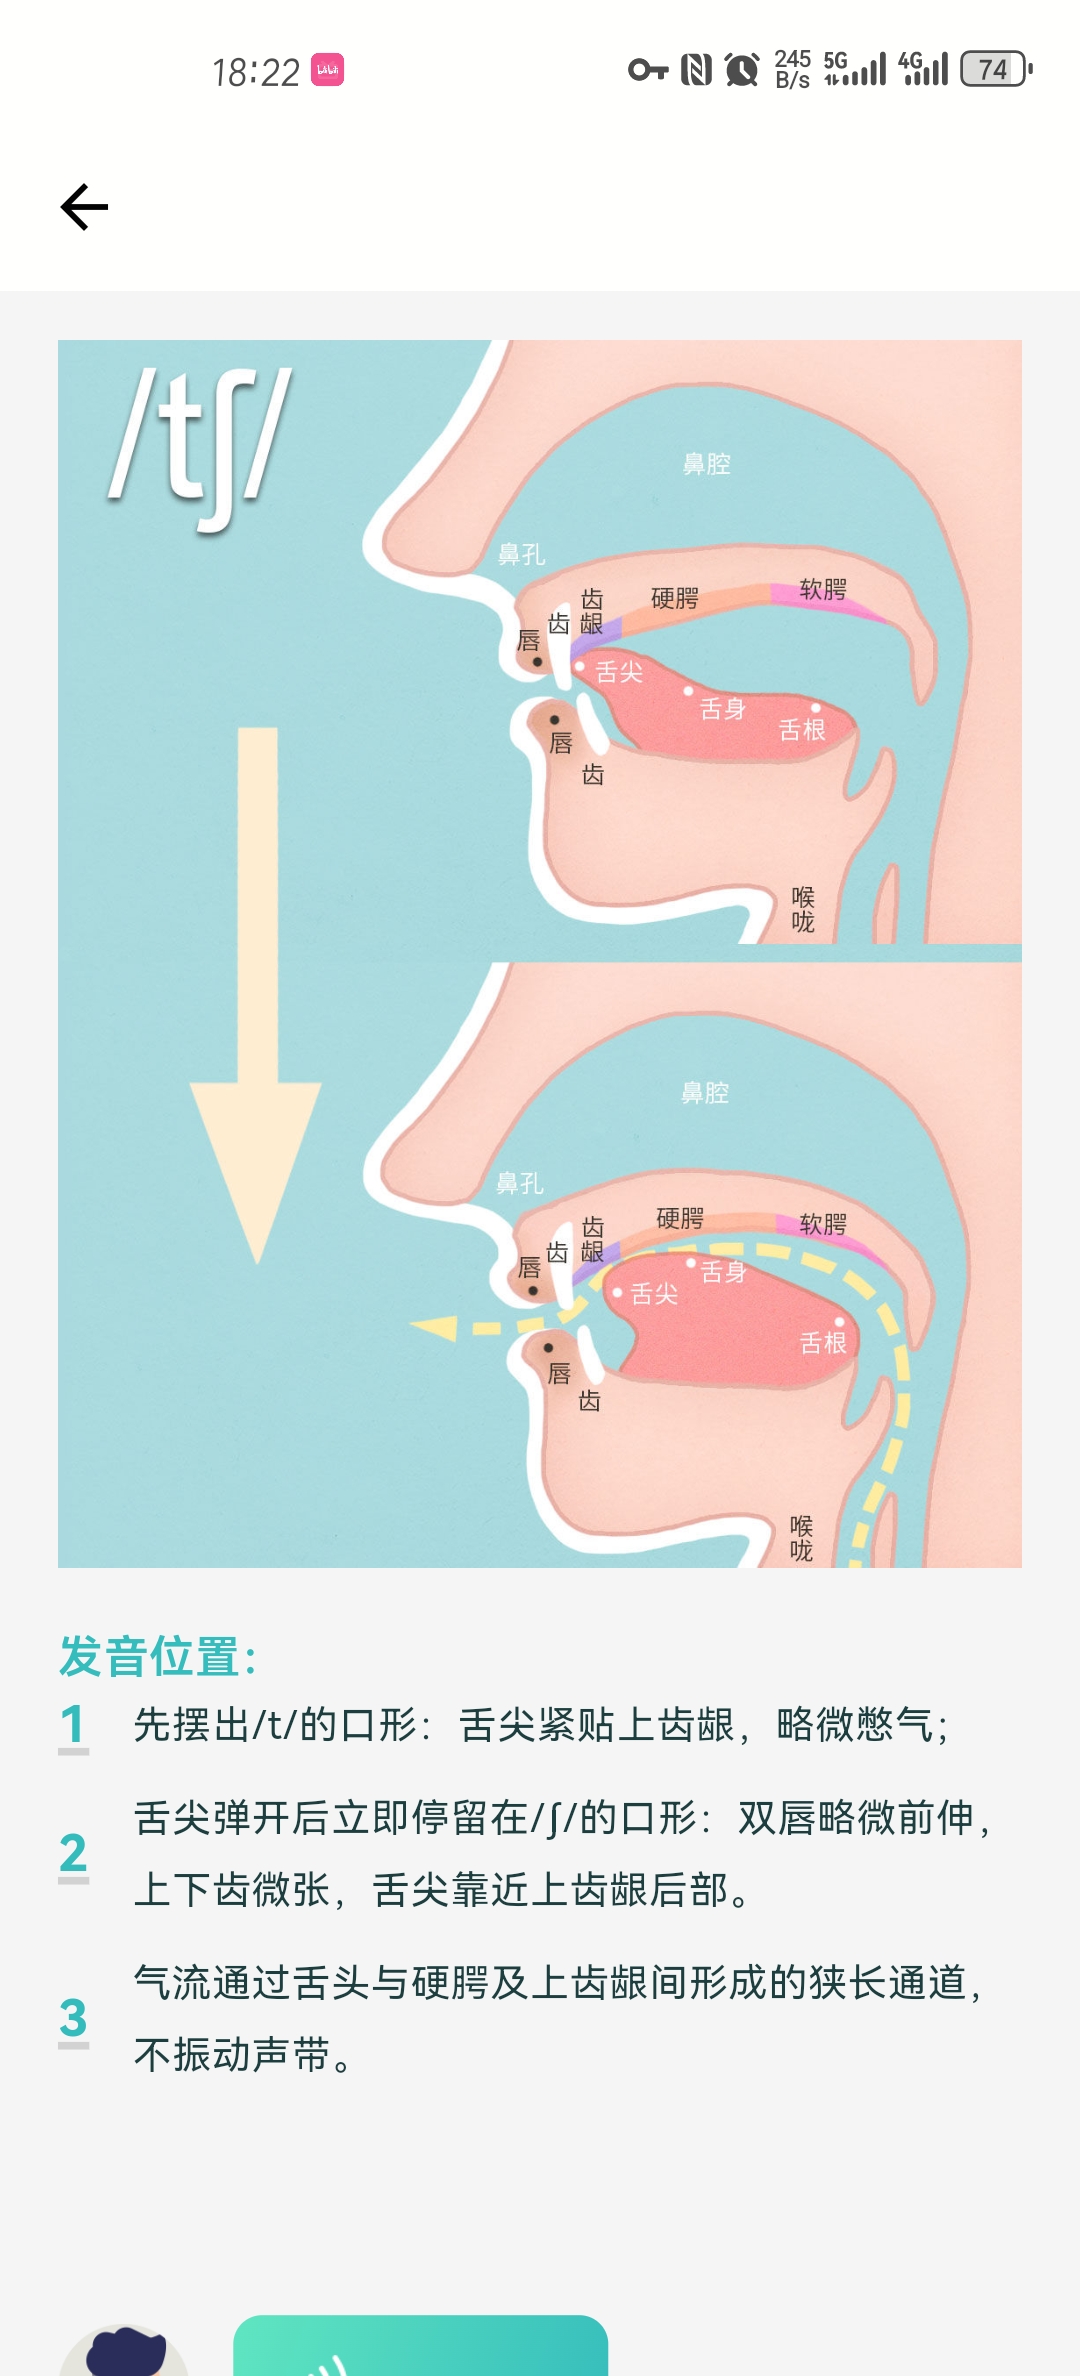 18:22
245
B/s
5G
4G
74
/tʃ/
鼻腔
鼻孔
齿龈
硬腭
软腭
齿
唇
舌尖
舌身
舌根
唇
齿
喉咙
鼻腔
鼻孔
齿龈
硬腭
软腭
齿
唇
舌身
舌尖
舌根
唇
齿
喉咙
发音位置：
1 先摆出/t/的口形：舌尖紧贴上齿龈，略微憋气；
2 舌尖弹开后立即停留在/ʃ/的口形：双唇略微前伸，
上下齿微张，舌尖靠近上齿龈后部。
3 气流通过舌头与硬腭及上齿龈间形成的狭长通道，
不振动声带。